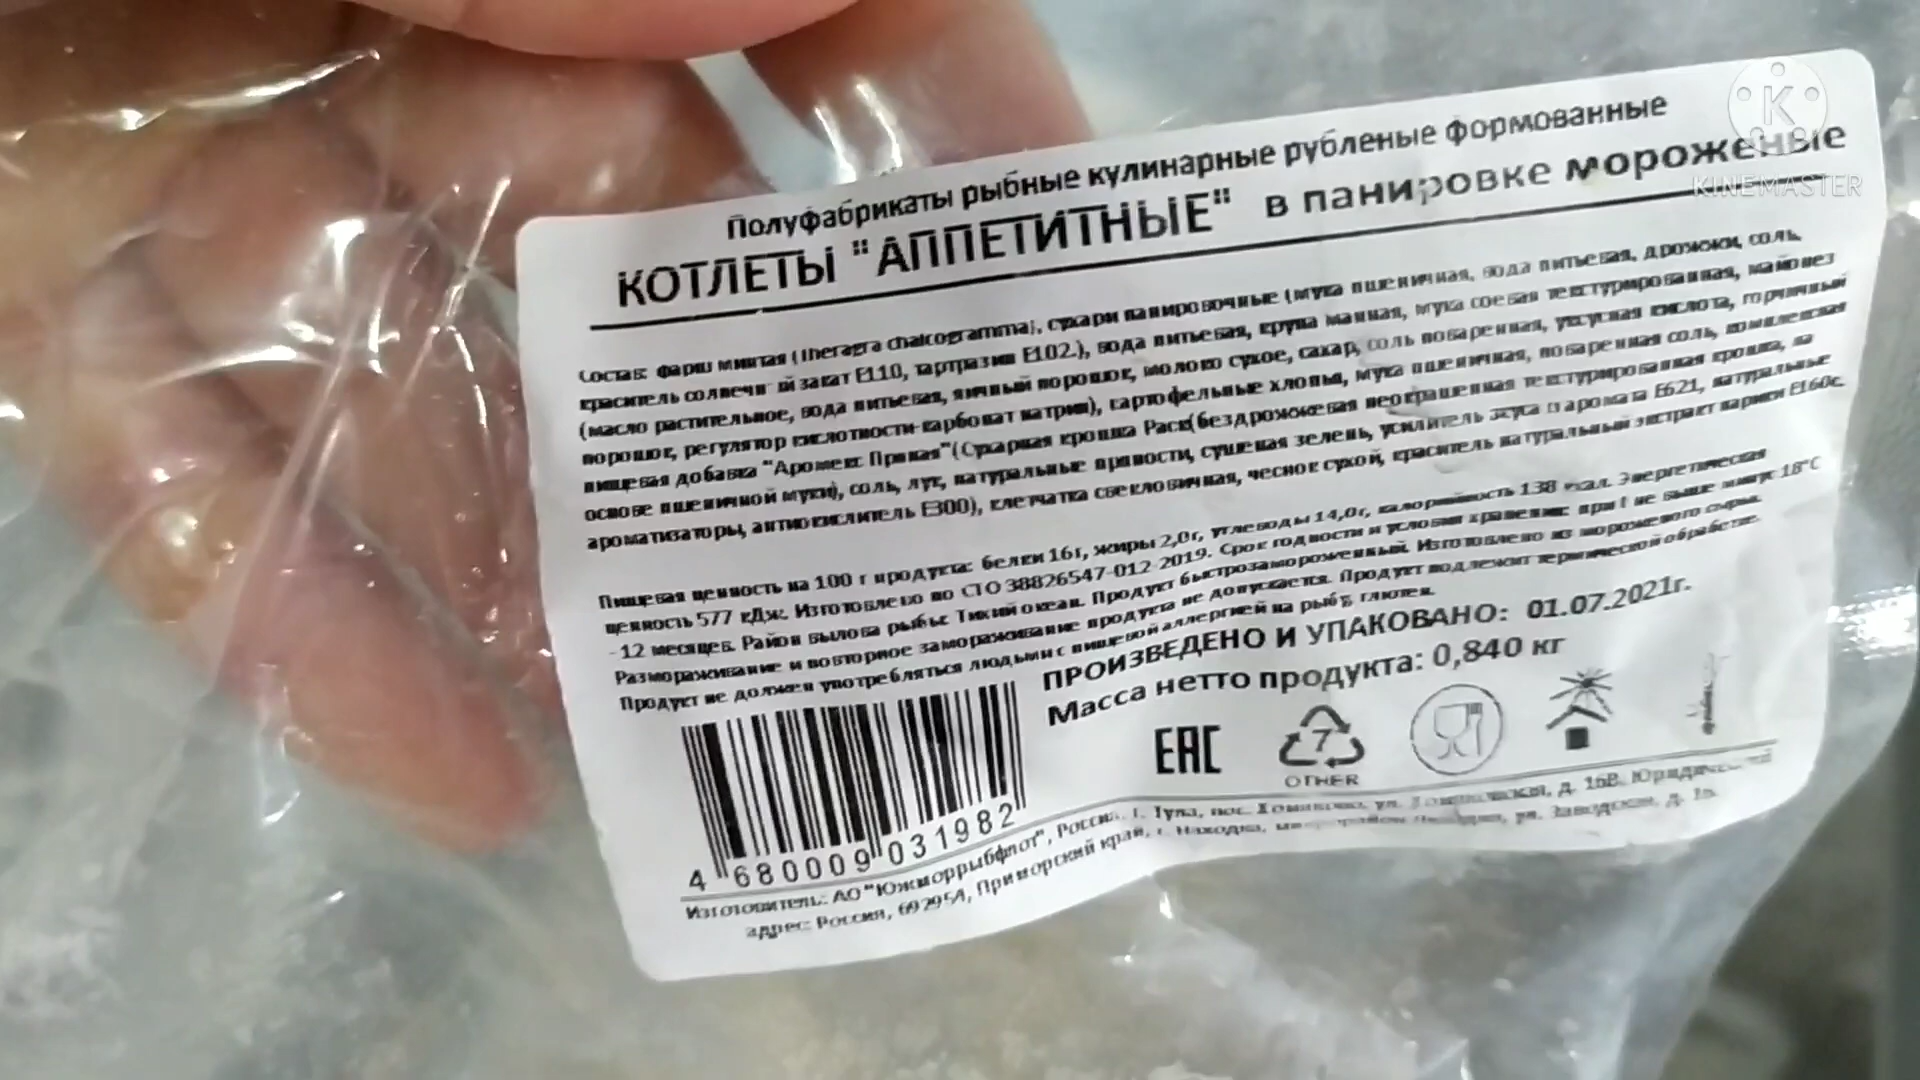 KINEMASTER
Полуфабрикаты рыбные кулинарные рубленые формованные
КОТЛЕТЫ "АППЕТИТНЫЕ" в панировке мороженые
Состав: фарш минтая (Theragra chalcogramma), сухари панировочные (мука пшеничная, вода питьевая, дрожжи, соль,
краситель солнечный закат Е110, тартразин Е102.), вода питьевая, крупа манная, мука соевая текстурированная, майонез
(масло растительное, вода питьевая, яичный порошок, молоко сухое, сахар, соль поваренная, уксусная кислота, горчичный
порошок, регулятор кислотности-карбонат натрия), картофельные хлопья, мука пшеничная, поваренная соль, комплексная
пищевая добавка "Аромекс Пряная"(Сухарная крошка Раск(бездрожжевая неокрашенная текстурированная крошка, на
основе пшеничной муки), соль, лук, натуральные пряности, сушеная зелень, усилитель вкуса и аромата Е621, натуральные
ароматизаторы, антиокислитель Е300), клетчатка свекловичная, чеснок сухой, краситель натуральный экстракт паприки Е160с.
Пищевая ценность на 100 г продукта: белки 16г, жиры 2,0г, углеводы 14,0г, калорийность 138 ккал. Энергетическая
ценность 577 кДж. Изготовлено по СТО 38826547-012-2019. Срок годности и условия хранения: при t не выше минус 18°С
-12 месяцев. Район вылова рыбы: Тихий океан. Продукт быстрозамороженный. Изготовлено из мороженого сырья.
Размораживание и повторное замораживание продукта не допускается. Продукт подлежит термической обработке.
Продукт не должен употребляться людьми с пищевой аллергией на рыбу, глютен.
ПРОИЗВЕДЕНО И УПАКОВАНО: 01.07.2021г.
Масса нетто продукта: 0,840 кг
EAC
7
OTHER
4 680009 031982
Изготовитель: АО "Южморрыбфлот", Россия, г. Тула, пос. Хомяково, ул. д. 16В. Юридический
адрес: Россия, 692954, Приморский край, г. Находка, микрорайон ул. Заводская, д.